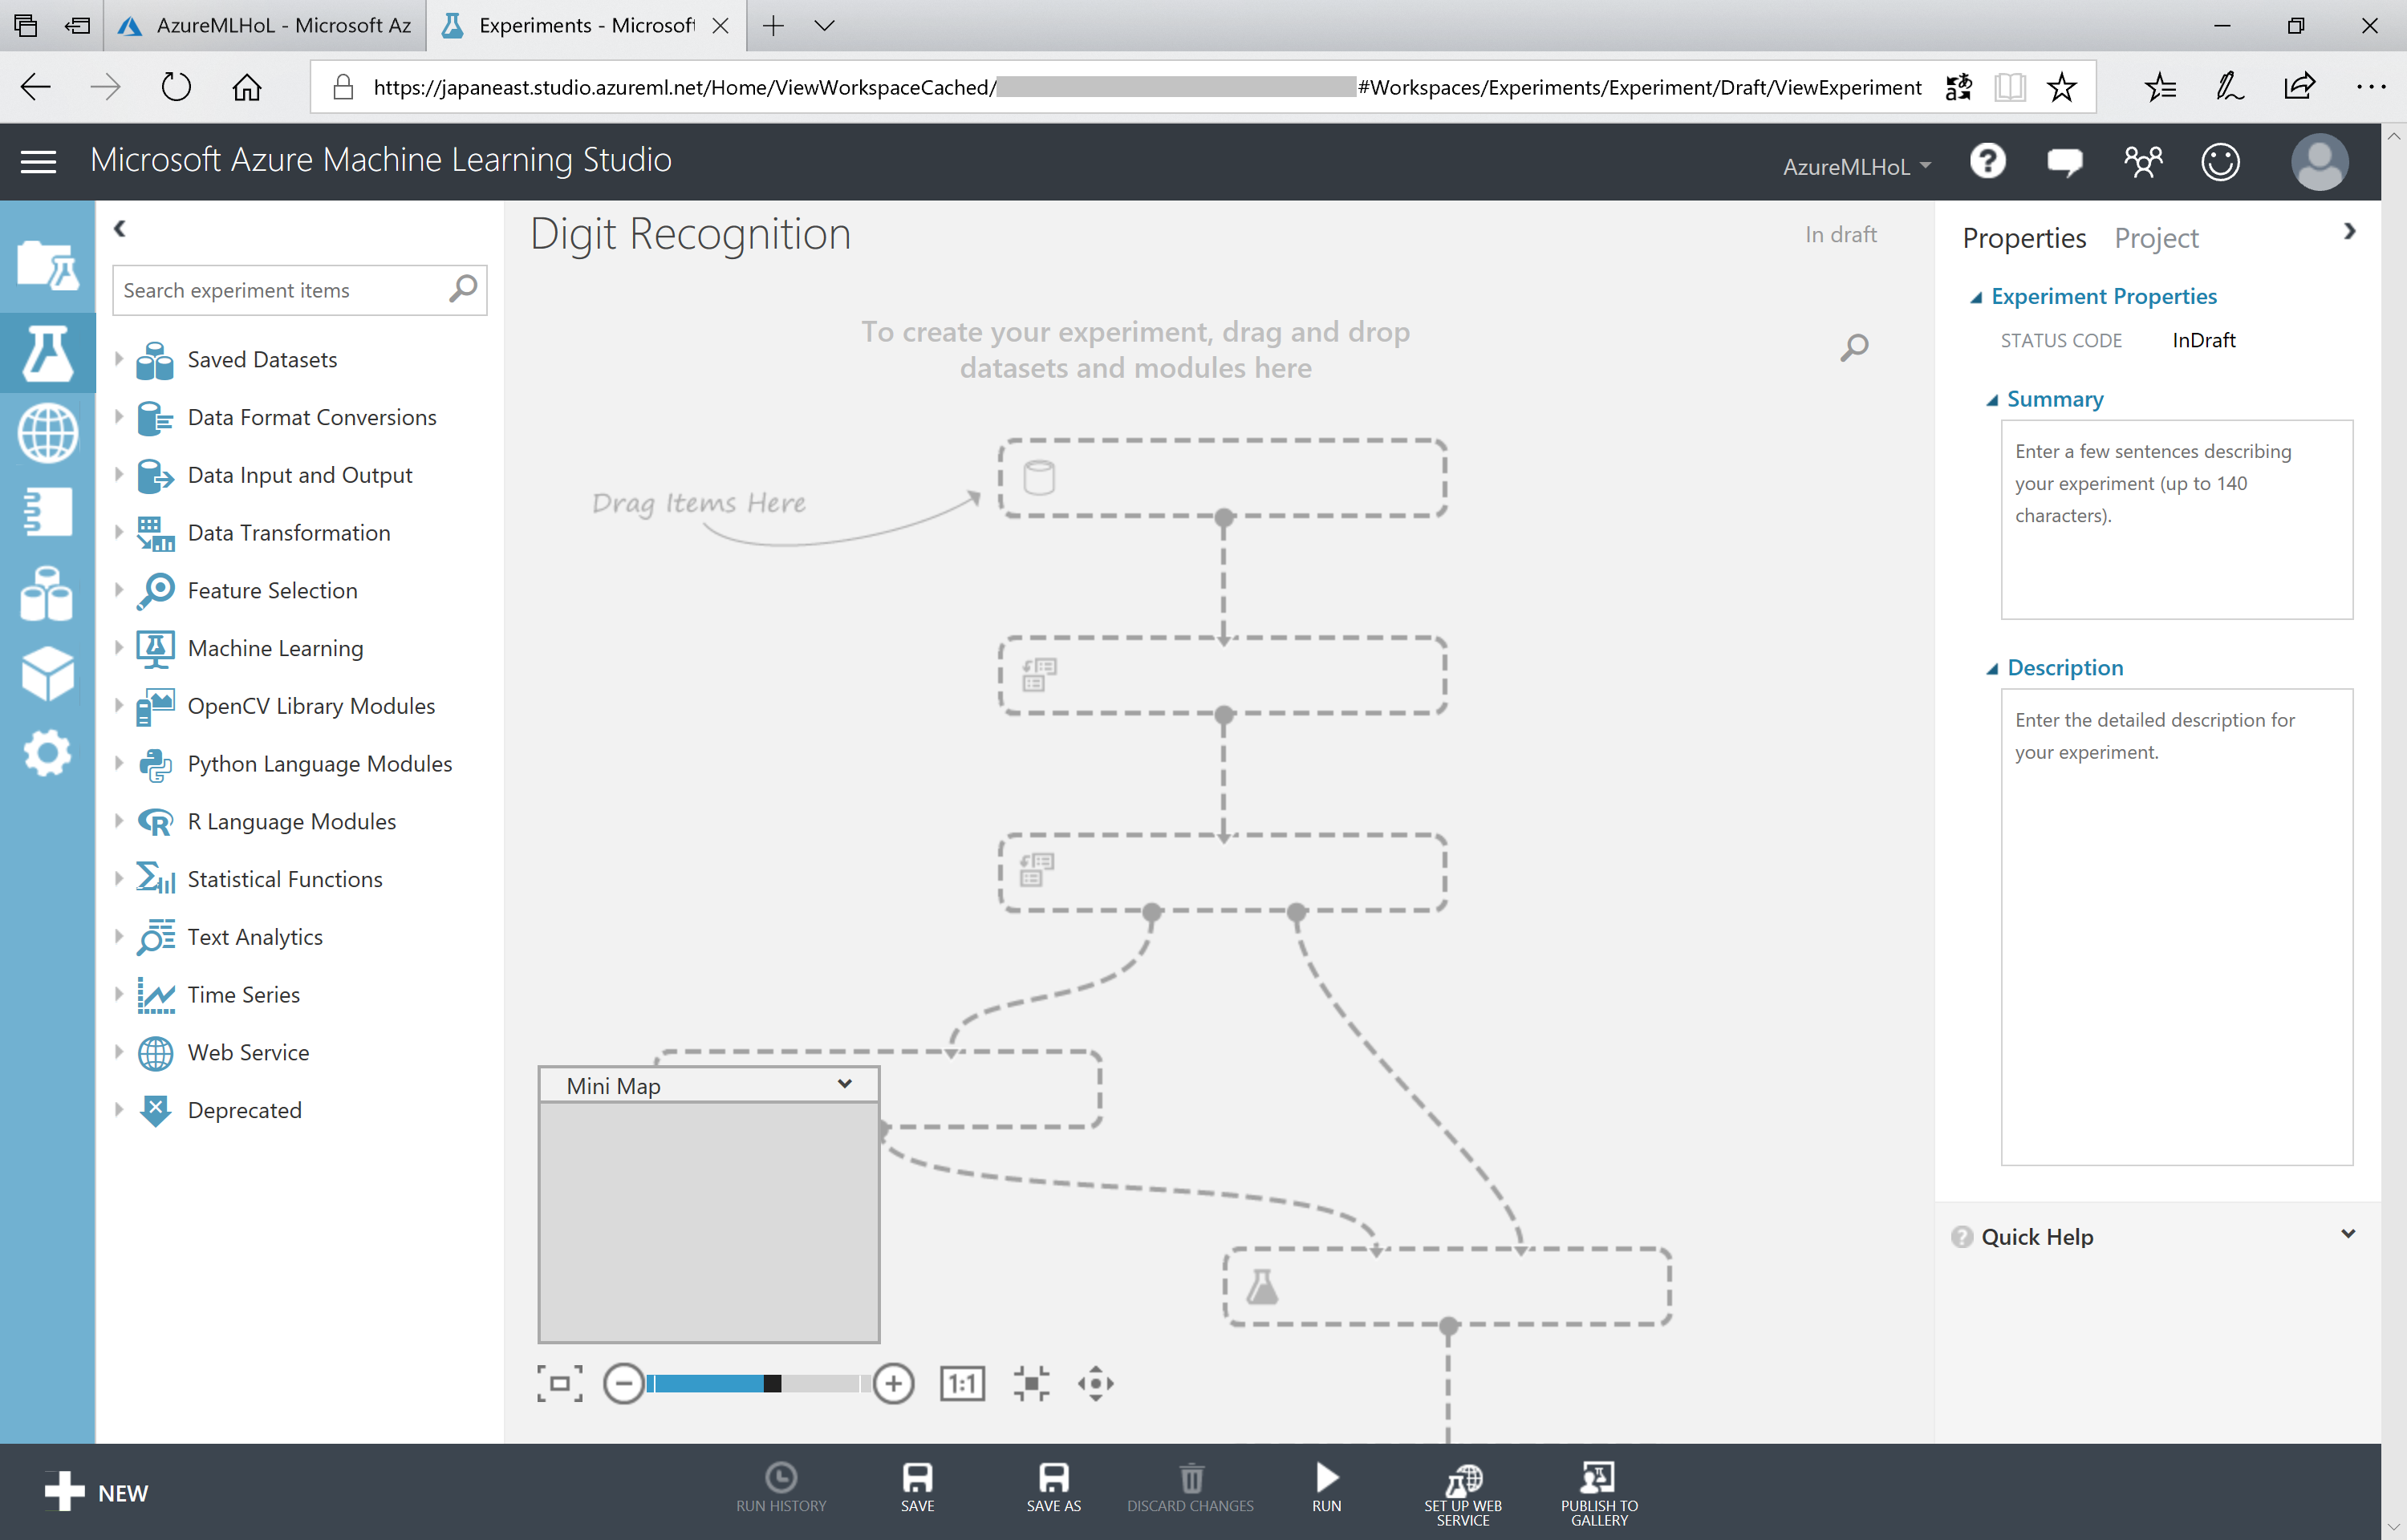 AzureMLHoL - Microsoft Az
Experiments - Microsoft
https://japaneast.studio.azureml.net/Home/ViewWorkspaceCached/ #Workspaces/Experiments/Experiment/Draft/ViewExperiment
Microsoft Azure Machine Learning Studio
AzureMLHoL
Search experiment items
Saved Datasets
Data Format Conversions
Data Input and Output
Data Transformation
Feature Selection
Machine Learning
OpenCV Library Modules
Python Language Modules
R Language Modules
Statistical Functions
Text Analytics
Time Series
Web Service
Deprecated
Digit Recognition
In draft
To create your experiment, drag and drop
datasets and modules here
Drag Items Here
Mini Map
1:1
Properties Project
Experiment Properties
STATUS CODE InDraft
Summary
Enter a few sentences describing
your experiment (up to 140
characters).
Description
Enter the detailed description for
your experiment.
Quick Help
NEW
RUN HISTORY
SAVE
SAVE AS
DISCARD CHANGES
RUN
SET UP WEB
SERVICE
PUBLISH TO
GALLERY